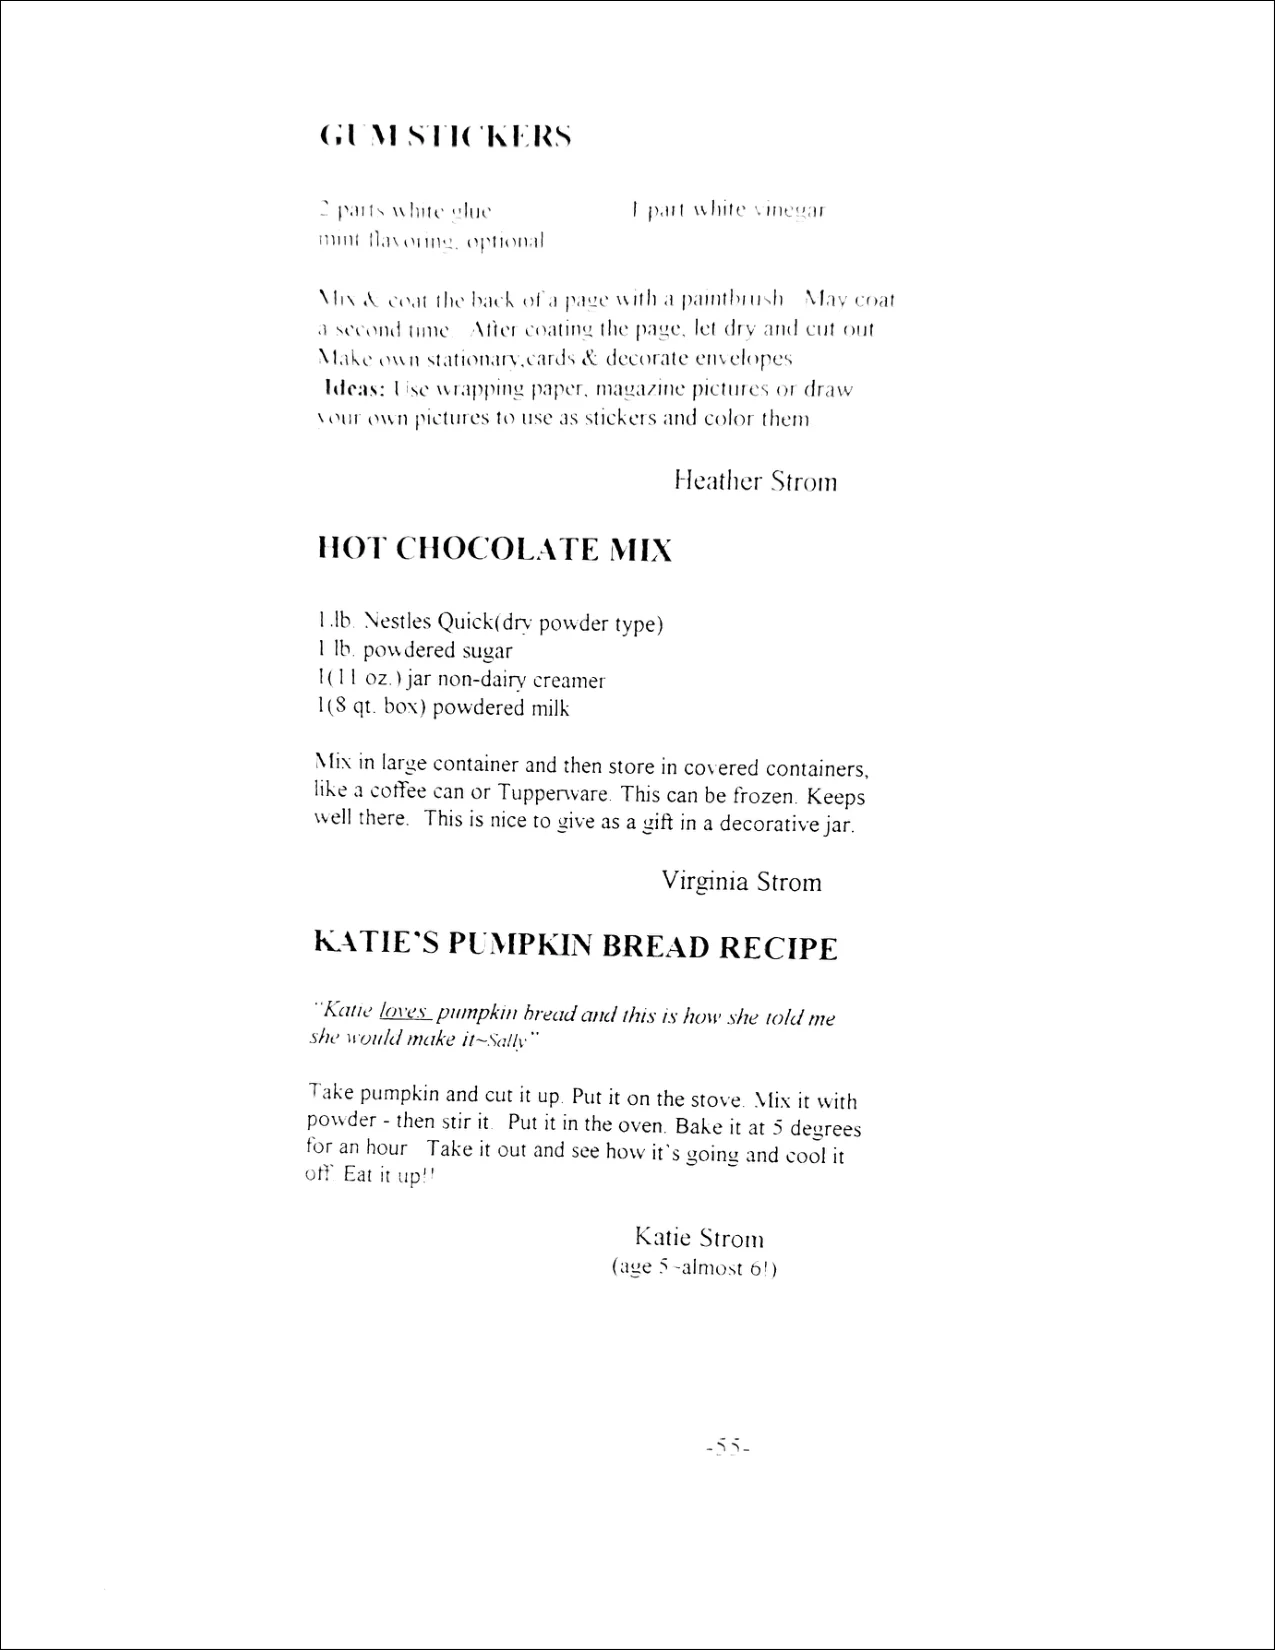 GUM STICKERS
2 parts white glue 1 part white vinegar
mint flavoring, optional
Mix & coat the back of a page with a paintbrush May coat
a second time After coating the page, let dry and cut out
Make own stationary,cards & decorate envelopes
Ideas: Use wrapping paper, magazine pictures or draw
your own pictures to use as stickers and color them
Heather Strom
HOT CHOCOLATE MIX
1 .lb. Nestles Quick(dry powder type)
1 lb. powdered sugar
1(11 oz.) jar non-dairy creamer
1(8 qt. box) powdered milk
Mix in large container and then store in covered containers,
like a coffee can or Tupperware. This can be frozen. Keeps
well there. This is nice to give as a gift in a decorative jar.
Virginia Strom
KATIE'S PUMPKIN BREAD RECIPE
"Katie loves pumpkin bread and this is how she told me
she would make it~Sally"
Take pumpkin and cut it up. Put it on the stove. Mix it with
powder - then stir it. Put it in the oven. Bake it at 5 degrees
for an hour Take it out and see how it's going and cool it
off Eat it up!!
Katie Strom
(age 5 -almost 6!)
-55-